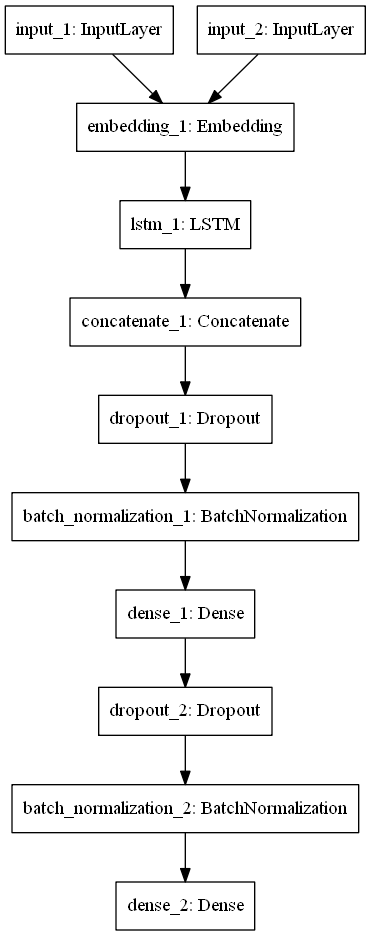 input_1: InputLayer
input_2: InputLayer
embedding_1: Embedding
lstm_1: LSTM
concatenate_1: Concatenate
dropout_1: Dropout
batch_normalization_1: BatchNormalization
dense_1: Dense
dropout_2: Dropout
batch_normalization_2: BatchNormalization
dense_2: Dense